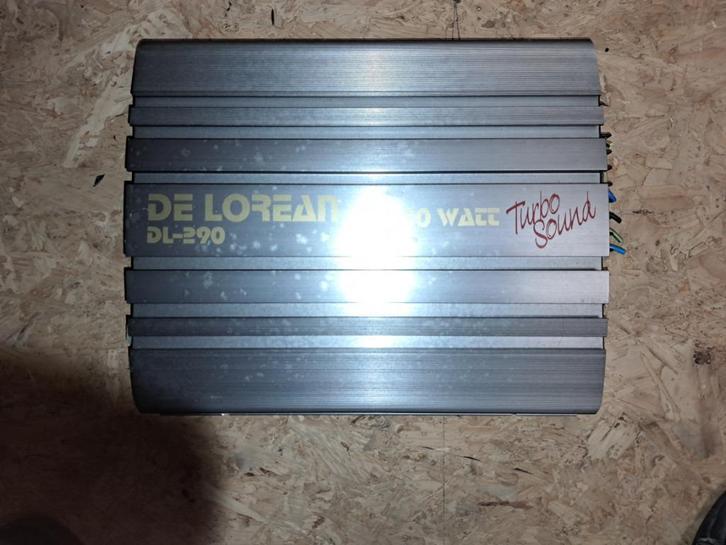 DE LOREAN WATT
DL-290
Turbo
Sound